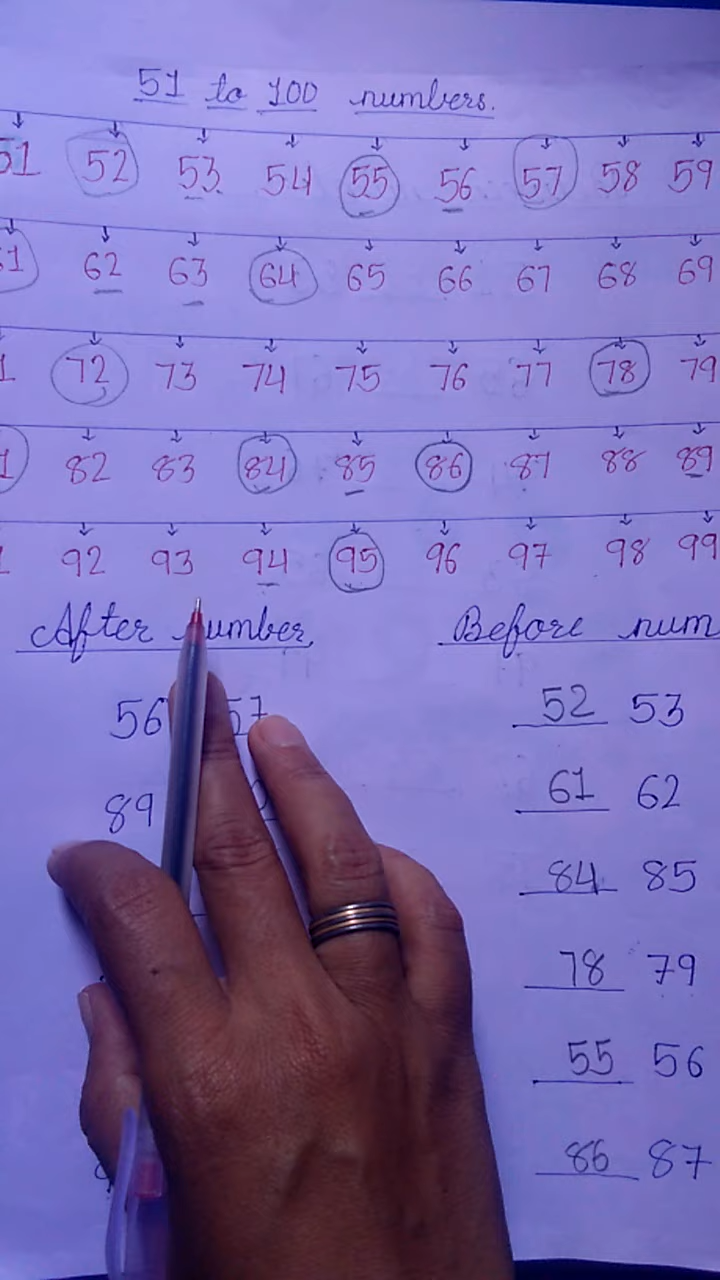 51 to 100 numbers.
51 52 53 54 55 56 57 58 59
61 62 63 64 65 66 67 68 69
72 73 74 75 76 77 78 79
82 83 84 85 86 87 88 89
92 93 94 95 96 97 98 99
After number, Before num
56 57 52 53
89 61 62
84 85
78 79
55 56
86 87